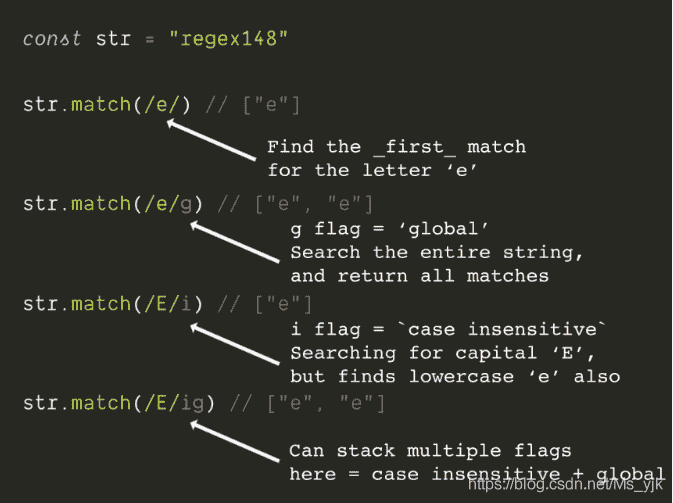 const str = "regex148"
str.match(/e/) // ["e"]
Find the _first_ match
for the letter ‘e’
str.match(/e/g) // ["e", "e"]
g flag = ‘global’
Search the entire string,
and return all matches
str.match(/E/i) // ["e"]
i flag = `case insensitive`
Searching for capital ‘E’,
but finds lowercase ‘e’ also
str.match(/E/ig) // ["e", "e"]
Can stack multiple flags
here = case insensitive + global
https://blog.csdn.net/Ms_yjk